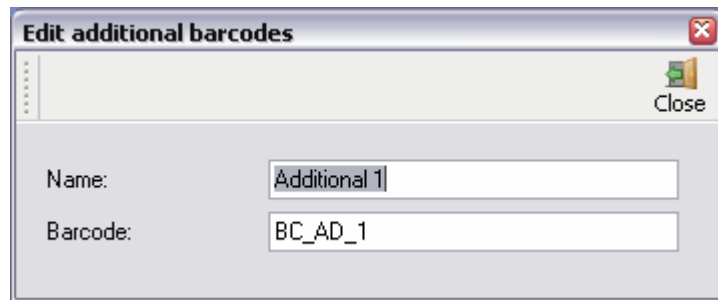 Edit additional barcodes
Close
Name: Additional 1
Barcode: BC_AD_1